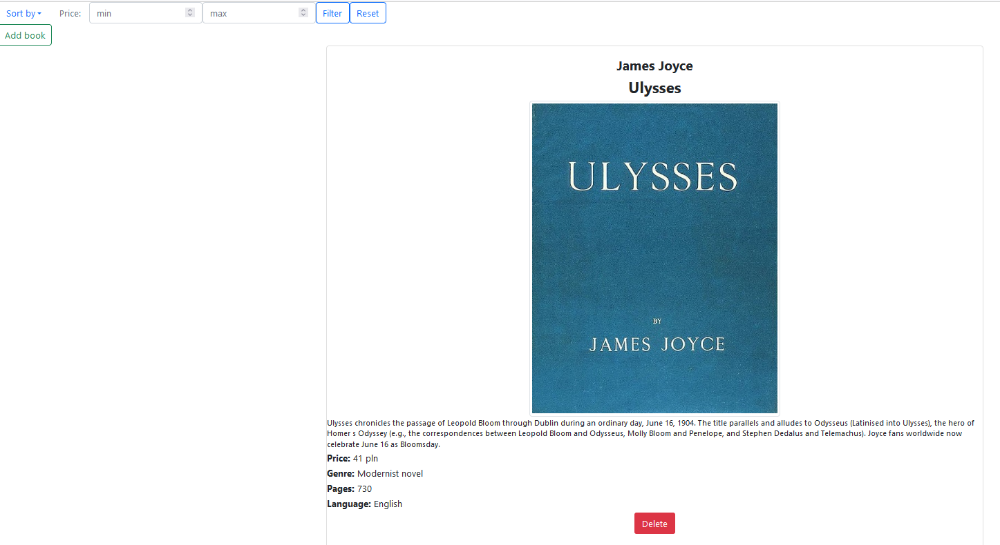 Sort by Price: min max Filter Reset
Add book
James Joyce
Ulysses
ULYSSES
BY
JAMES JOYCE
Ulysses chronicles the passage of Leopold Bloom through Dublin during an ordinary day, June 16, 1904. The title parallels and alludes to Odysseus (Latinised into Ulysses), the hero of
Homer s Odyssey (e.g., the correspondences between Leopold Bloom and Odysseus, Molly Bloom and Penelope, and Stephen Dedalus and Telemachus). Joyce fans worldwide now
celebrate June 16 as Bloomsday.
Price: 41 pln
Genre: Modernist novel
Pages: 730
Language: English
Delete